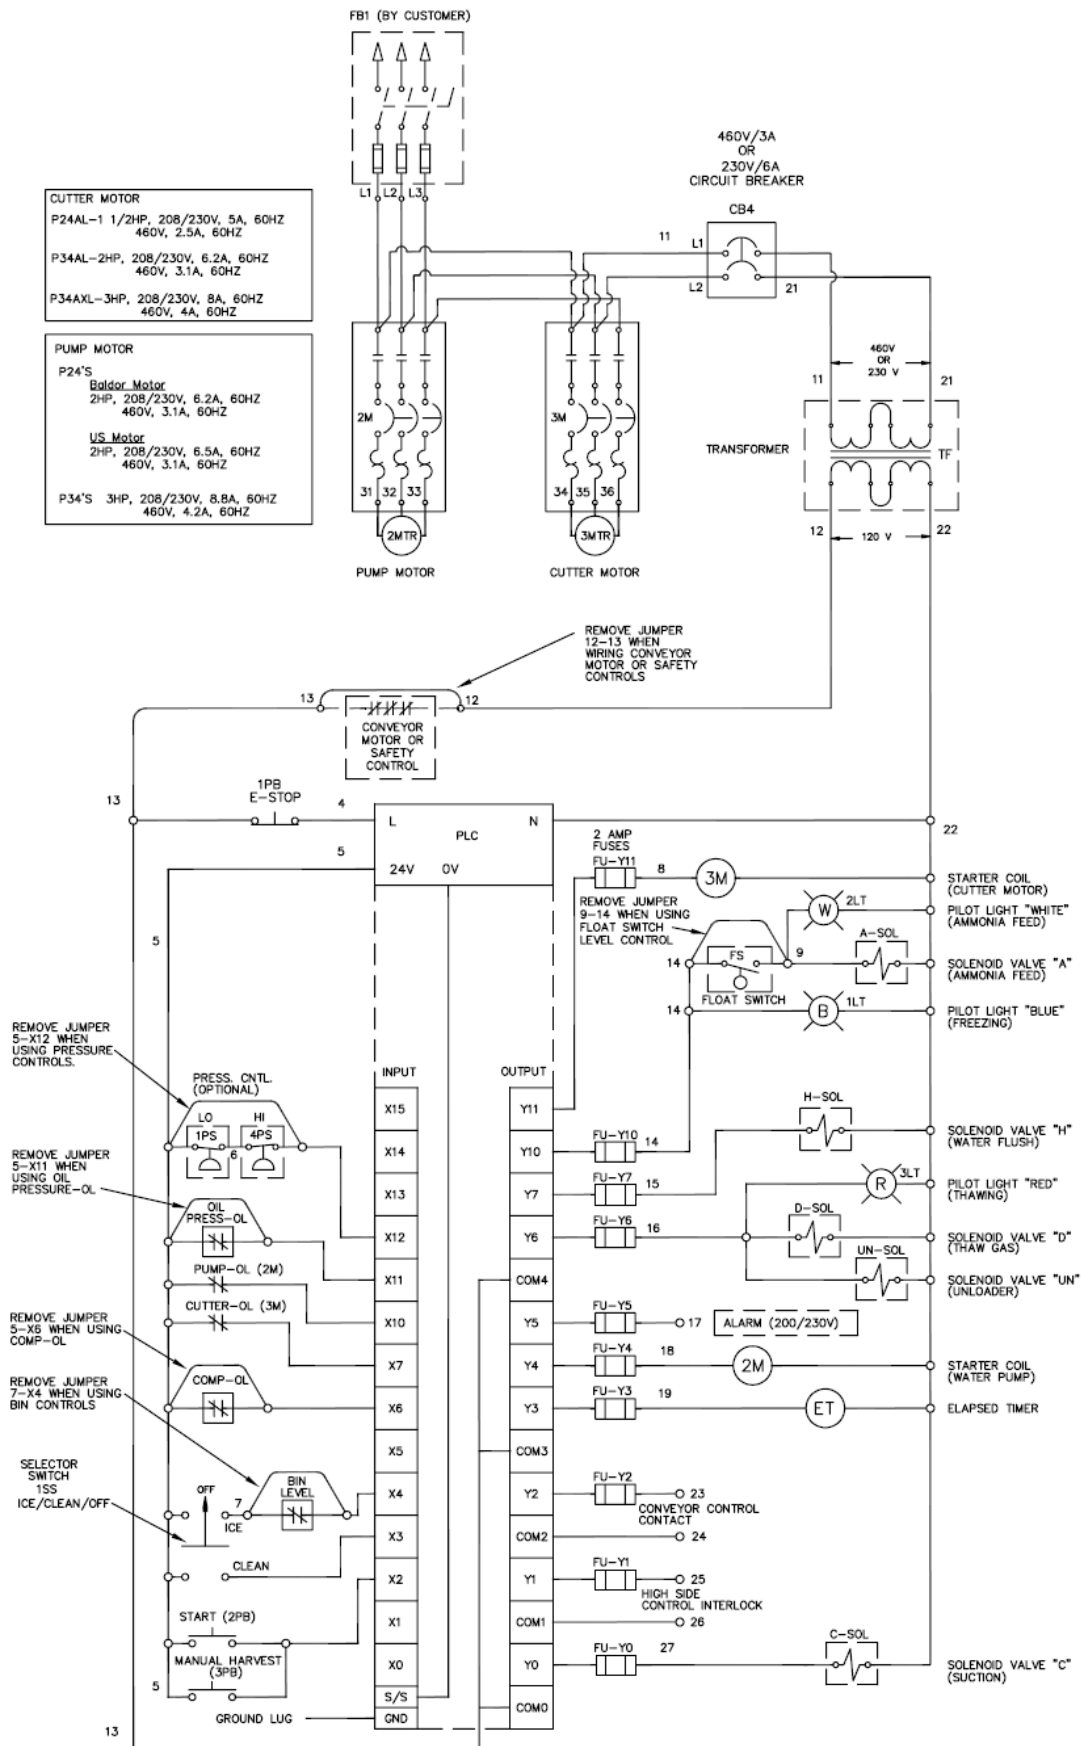 FB1 (BY CUSTOMER)
L1
L2
L3
460V/3A
OR
230V/6A
CIRCUIT BREAKER
CB4
11
L1
L2
21
CUTTER MOTOR
P24AL-1 1/2HP, 208/230V, 5A, 60HZ
460V, 2.5A, 60HZ
P34AL-2HP, 208/230V, 6.2A, 60HZ
460V, 3.1A, 60HZ
P34AXL-3HP, 208/230V, 8A, 60HZ
460V, 4A, 60HZ
PUMP MOTOR
P24'S
Baldor Motor
2HP, 208/230V, 6.2A, 60HZ
460V, 3.1A, 60HZ
US Motor
2HP, 208/230V, 6.5A, 60HZ
460V, 3.1A, 60HZ
P34'S 3HP, 208/230V, 8.8A, 60HZ
460V, 4.2A, 60HZ
2M
31
32
33
2MTR
PUMP MOTOR
3M
34
35
36
3MTR
CUTTER MOTOR
460V
OR
230 V
11
21
TRANSFORMER
TF
12
120 V
22
REMOVE JUMPER
12-13 WHEN
WIRING CONVEYOR
MOTOR OR SAFETY
CONTROLS
13
12
CONVEYOR
MOTOR OR
SAFETY
CONTROL
13
1PB
E-STOP
4
L
PLC
N
22
5
24V
0V
5
2 AMP
FUSES
FU-Y11
8
3M
STARTER COIL
(CUTTER MOTOR)
REMOVE JUMPER
9-14 WHEN USING
FLOAT SWITCH
LEVEL CONTROL
W
2LT
PILOT LIGHT "WHITE"
(AMMONIA FEED)
14
FS
9
A-SOL
SOLENOID VALVE "A"
(AMMONIA FEED)
FLOAT SWITCH
14
B
1LT
PILOT LIGHT "BLUE"
(FREEZING)
REMOVE JUMPER
5-X12 WHEN
USING PRESSURE
CONTROLS.
PRESS. CNTL.
(OPTIONAL)
LO
HI
1PS
6
4PS
REMOVE JUMPER
5-X11 WHEN
USING OIL
PRESSURE-OL
OIL
PRESS-OL
PUMP-OL (2M)
CUTTER-OL (3M)
REMOVE JUMPER
5-X6 WHEN USING
COMP-OL
COMP-OL
REMOVE JUMPER
7-X4 WHEN USING
BIN CONTROLS
SELECTOR
SWITCH
1SS
ICE/CLEAN/OFF
OFF
7
ICE
BIN
LEVEL
CLEAN
START (2PB)
MANUAL HARVEST
(3PB)
5
GROUND LUG
13
INPUT
X15
X14
X13
X12
X11
X10
X7
X6
X5
X4
X3
X2
X1
X0
S/S
GND
OUTPUT
Y11
Y10
Y7
Y6
COM4
Y5
Y4
Y3
COM3
Y2
COM2
Y1
COM1
Y0
COM0
H-SOL
FU-Y10
14
SOLENOID VALVE "H"
(WATER FLUSH)
FU-Y7
15
R
3LT
PILOT LIGHT "RED"
(THAWING)
FU-Y6
16
D-SOL
SOLENOID VALVE "D"
(THAW GAS)
UN-SOL
SOLENOID VALVE "UN"
(UNLOADER)
FU-Y5
17
ALARM (200/230V)
FU-Y4
18
2M
STARTER COIL
(WATER PUMP)
FU-Y3
19
ET
ELAPSED TIMER
FU-Y2
23
CONVEYOR CONTROL
CONTACT
24
FU-Y1
25
HIGH SIDE
CONTROL INTERLOCK
26
FU-Y0
27
C-SOL
SOLENOID VALVE "C"
(SUCTION)